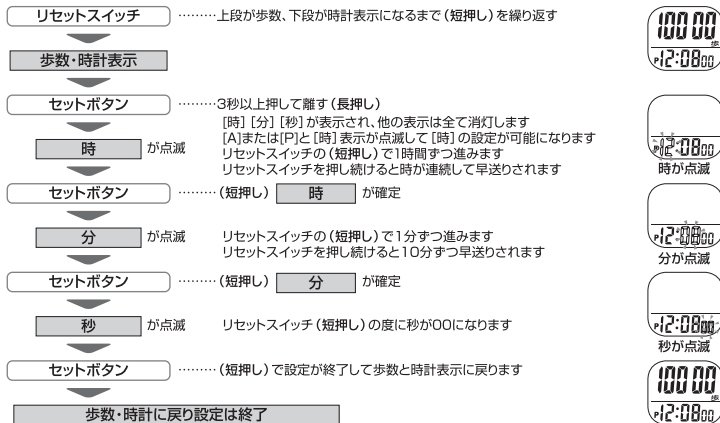 リセットスイッチ ………上段が歩数、下段が時計表示になるまで(短押し)を繰り返す
歩数・時計表示
100 00 歩
P12:08 00
セットボタン ………3秒以上押して離す(長押し)
[時] [分] [秒] が表示され、他の表示は全て消灯します
[A]または[P]と[時]表示が点滅して[時]の設定が可能になります
時 が点滅
リセットスイッチの(短押し)で1時間ずつ進みます
リセットスイッチを押し続けると時が連続して早送りされます
P12:08 00
時が点滅
セットボタン ………(短押し) 時 が確定
分 が点滅
リセットスイッチの(短押し)で1分ずつ進みます
リセットスイッチを押し続けると10分ずつ早送りされます
P12:08 00
分が点滅
セットボタン ………(短押し) 分 が確定
秒 が点滅
リセットスイッチ(短押し)の度に秒が00になります
P12:08 00
秒が点滅
セットボタン ………(短押し)で設定が終了して歩数と時計表示に戻ります
歩数・時計に戻り設定は終了
100 00 歩
P12:08 00